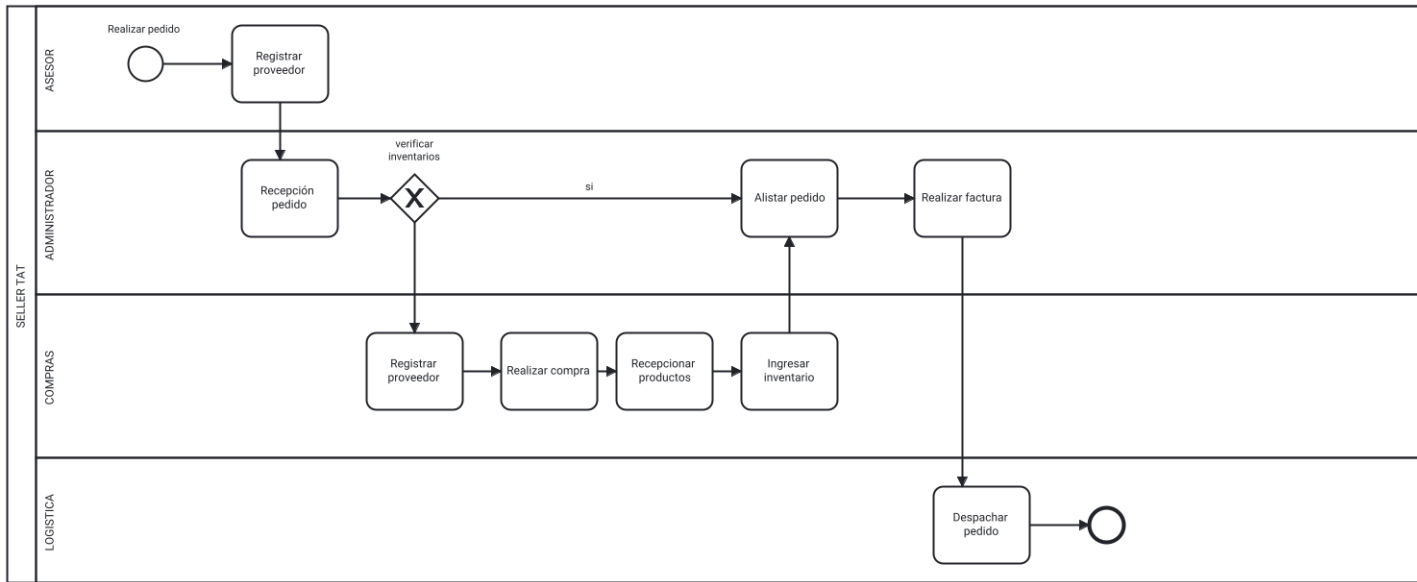 SELLER TAT
ASESOR
Realizar pedido
Registrar
proveedor
ADMINISTRADOR
Recepción
pedido
verificar
inventarios
X
si
Alistar pedido
Realizar factura
COMPRAS
Registrar
proveedor
Realizar compra
Recepcionar
productos
Ingresar
inventario
LOGISTICA
Despachar
pedido